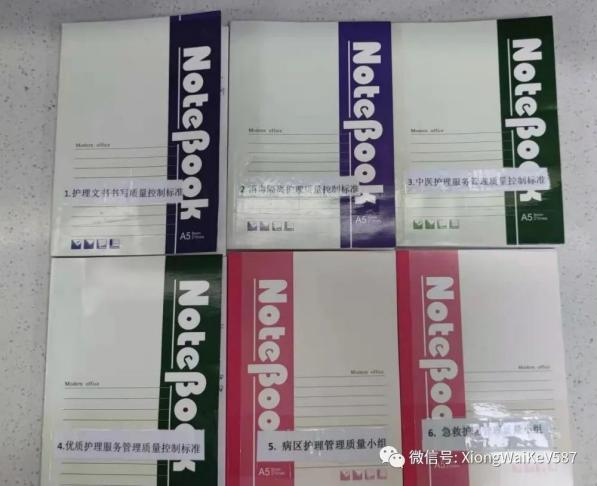 NoteBook
Modern office
1.护理文书书写质量控制标准
A5
NoteBook
Modern office
2.消毒隔离护理质量控制标准
A5
NoteBook
Modern office
3.中医护理服务管理质量控制标准
A5
NoteBook
Modern office
4.优质护理服务管理质量控制标准
NoteBook
Modern office
5. 病区护理管理质量小组
A5
NoteBook
Modern office
6. 急救护 质量小组
微信号: XiongWaiKeV587